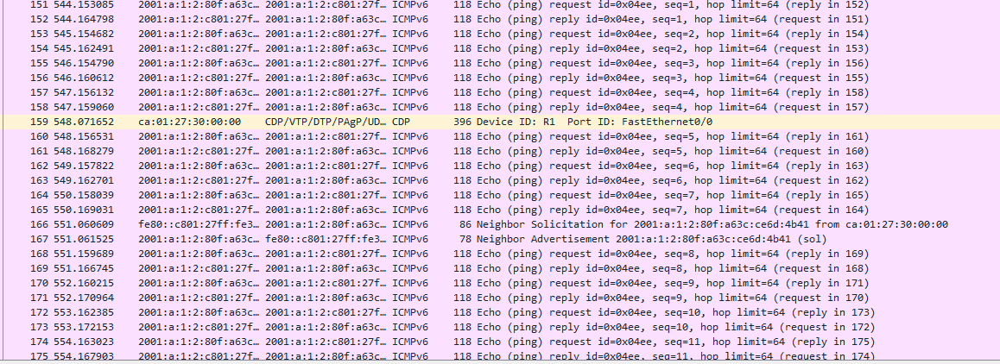 151 544.153085 2001:a:1:2:80f:a63c… 2001:a:1:2:c801:27f… ICMPv6 118 Echo (ping) request id=0x04ee, seq=1, hop limit=64 (reply in 152)
152 544.164798 2001:a:1:2:c801:27f… 2001:a:1:2:80f:a63c… ICMPv6 118 Echo (ping) reply id=0x04ee, seq=1, hop limit=64 (request in 151)
153 545.154682 2001:a:1:2:80f:a63c… 2001:a:1:2:c801:27f… ICMPv6 118 Echo (ping) request id=0x04ee, seq=2, hop limit=64 (reply in 154)
154 545.162491 2001:a:1:2:c801:27f… 2001:a:1:2:80f:a63c… ICMPv6 118 Echo (ping) reply id=0x04ee, seq=2, hop limit=64 (request in 153)
155 546.154790 2001:a:1:2:80f:a63c… 2001:a:1:2:c801:27f… ICMPv6 118 Echo (ping) request id=0x04ee, seq=3, hop limit=64 (reply in 156)
156 546.160612 2001:a:1:2:c801:27f… 2001:a:1:2:80f:a63c… ICMPv6 118 Echo (ping) reply id=0x04ee, seq=3, hop limit=64 (request in 155)
157 547.156132 2001:a:1:2:80f:a63c… 2001:a:1:2:c801:27f… ICMPv6 118 Echo (ping) request id=0x04ee, seq=4, hop limit=64 (reply in 158)
158 547.159060 2001:a:1:2:c801:27f… 2001:a:1:2:80f:a63c… ICMPv6 118 Echo (ping) reply id=0x04ee, seq=4, hop limit=64 (request in 157)
159 548.071652 ca:01:27:30:00:00 CDP/VTP/DTP/PAgP/UD… CDP 396 Device ID: R1 Port ID: FastEthernet0/0
160 548.156531 2001:a:1:2:80f:a63c… 2001:a:1:2:c801:27f… ICMPv6 118 Echo (ping) request id=0x04ee, seq=5, hop limit=64 (reply in 161)
161 548.168279 2001:a:1:2:c801:27f… 2001:a:1:2:80f:a63c… ICMPv6 118 Echo (ping) reply id=0x04ee, seq=5, hop limit=64 (request in 160)
162 549.157822 2001:a:1:2:80f:a63c… 2001:a:1:2:c801:27f… ICMPv6 118 Echo (ping) request id=0x04ee, seq=6, hop limit=64 (reply in 163)
163 549.162701 2001:a:1:2:c801:27f… 2001:a:1:2:80f:a63c… ICMPv6 118 Echo (ping) reply id=0x04ee, seq=6, hop limit=64 (request in 162)
164 550.158039 2001:a:1:2:80f:a63c… 2001:a:1:2:c801:27f… ICMPv6 118 Echo (ping) request id=0x04ee, seq=7, hop limit=64 (reply in 165)
165 550.169031 2001:a:1:2:c801:27f… 2001:a:1:2:80f:a63c… ICMPv6 118 Echo (ping) reply id=0x04ee, seq=7, hop limit=64 (request in 164)
166 551.060609 fe80::c801:27ff:fe3… 2001:a:1:2:80f:a63c… ICMPv6 86 Neighbor Solicitation for 2001:a:1:2:80f:a63c:ce6d:4b41 from ca:01:27:30:00:00
167 551.061525 2001:a:1:2:80f:a63c… fe80::c801:27ff:fe3… ICMPv6 78 Neighbor Advertisement 2001:a:1:2:80f:a63c:ce6d:4b41 (sol)
168 551.159689 2001:a:1:2:80f:a63c… 2001:a:1:2:c801:27f… ICMPv6 118 Echo (ping) request id=0x04ee, seq=8, hop limit=64 (reply in 169)
169 551.166745 2001:a:1:2:c801:27f… 2001:a:1:2:80f:a63c… ICMPv6 118 Echo (ping) reply id=0x04ee, seq=8, hop limit=64 (request in 168)
170 552.160215 2001:a:1:2:80f:a63c… 2001:a:1:2:c801:27f… ICMPv6 118 Echo (ping) request id=0x04ee, seq=9, hop limit=64 (reply in 171)
171 552.170964 2001:a:1:2:c801:27f… 2001:a:1:2:80f:a63c… ICMPv6 118 Echo (ping) reply id=0x04ee, seq=9, hop limit=64 (request in 170)
172 553.162385 2001:a:1:2:80f:a63c… 2001:a:1:2:c801:27f… ICMPv6 118 Echo (ping) request id=0x04ee, seq=10, hop limit=64 (reply in 173)
173 553.172153 2001:a:1:2:c801:27f… 2001:a:1:2:80f:a63c… ICMPv6 118 Echo (ping) reply id=0x04ee, seq=10, hop limit=64 (request in 172)
174 554.163023 2001:a:1:2:80f:a63c… 2001:a:1:2:c801:27f… ICMPv6 118 Echo (ping) request id=0x04ee, seq=11, hop limit=64 (reply in 175)
175 554.167903 2001:a:1:2:c801:27f… 2001:a:1:2:80f:a63c… ICMPv6 118 Echo (ping) reply id=0x04ee, seq=11, hop limit=64 (request in 174)